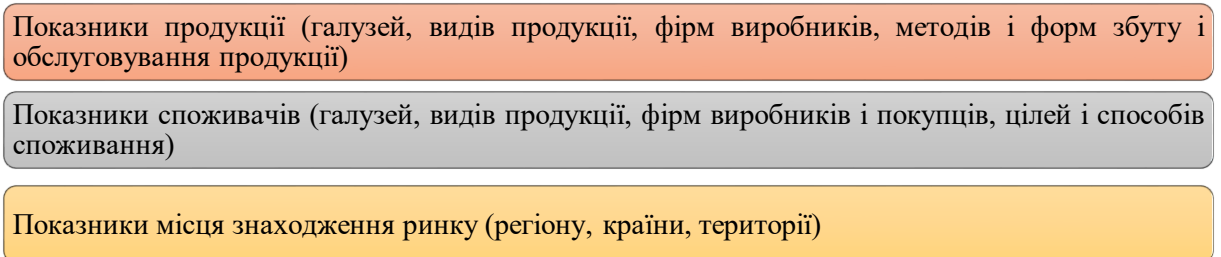 Показники продукції (галузей, видів продукції, фірм виробників, методів і форм збуту і
обслуговування продукції)
Показники споживачів (галузей, видів продукції, фірм виробників і покупців, цілей і способів
споживання)
Показники місця знаходження ринку (регіону, країни, території)